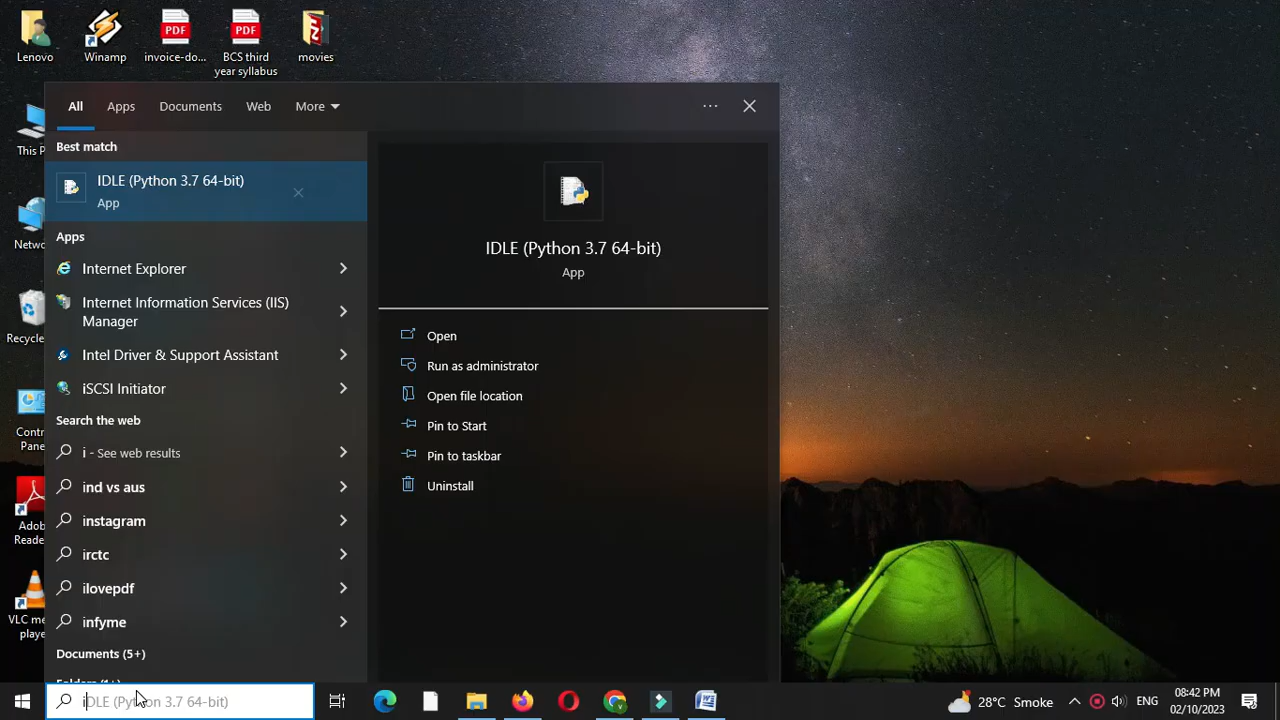 Lenovo
Winamp
PDF
invoice-do...
PDF
BCS third
year syllabus
movies
All
Apps
Documents
Web
More
Best match
IDLE (Python 3.7 64-bit)
App
Apps
Internet Explorer
Internet Information Services (IIS)
Manager
Intel Driver & Support Assistant
iSCSI Initiator
Search the web
i - See web results
ind vs aus
instagram
irctc
ilovepdf
infyme
Documents (5+)
IDLE (Python 3.7 64-bit)
App
Open
Run as administrator
Open file location
Pin to Start
Pin to taskbar
Uninstall
This P
Netwo
Recycle
Contr
Pane
Adob
Reade
VLC me
playe
iDLE (Python 3.7 64-bit)
28°C Smoke
ENG
08:42 PM
02/10/2023